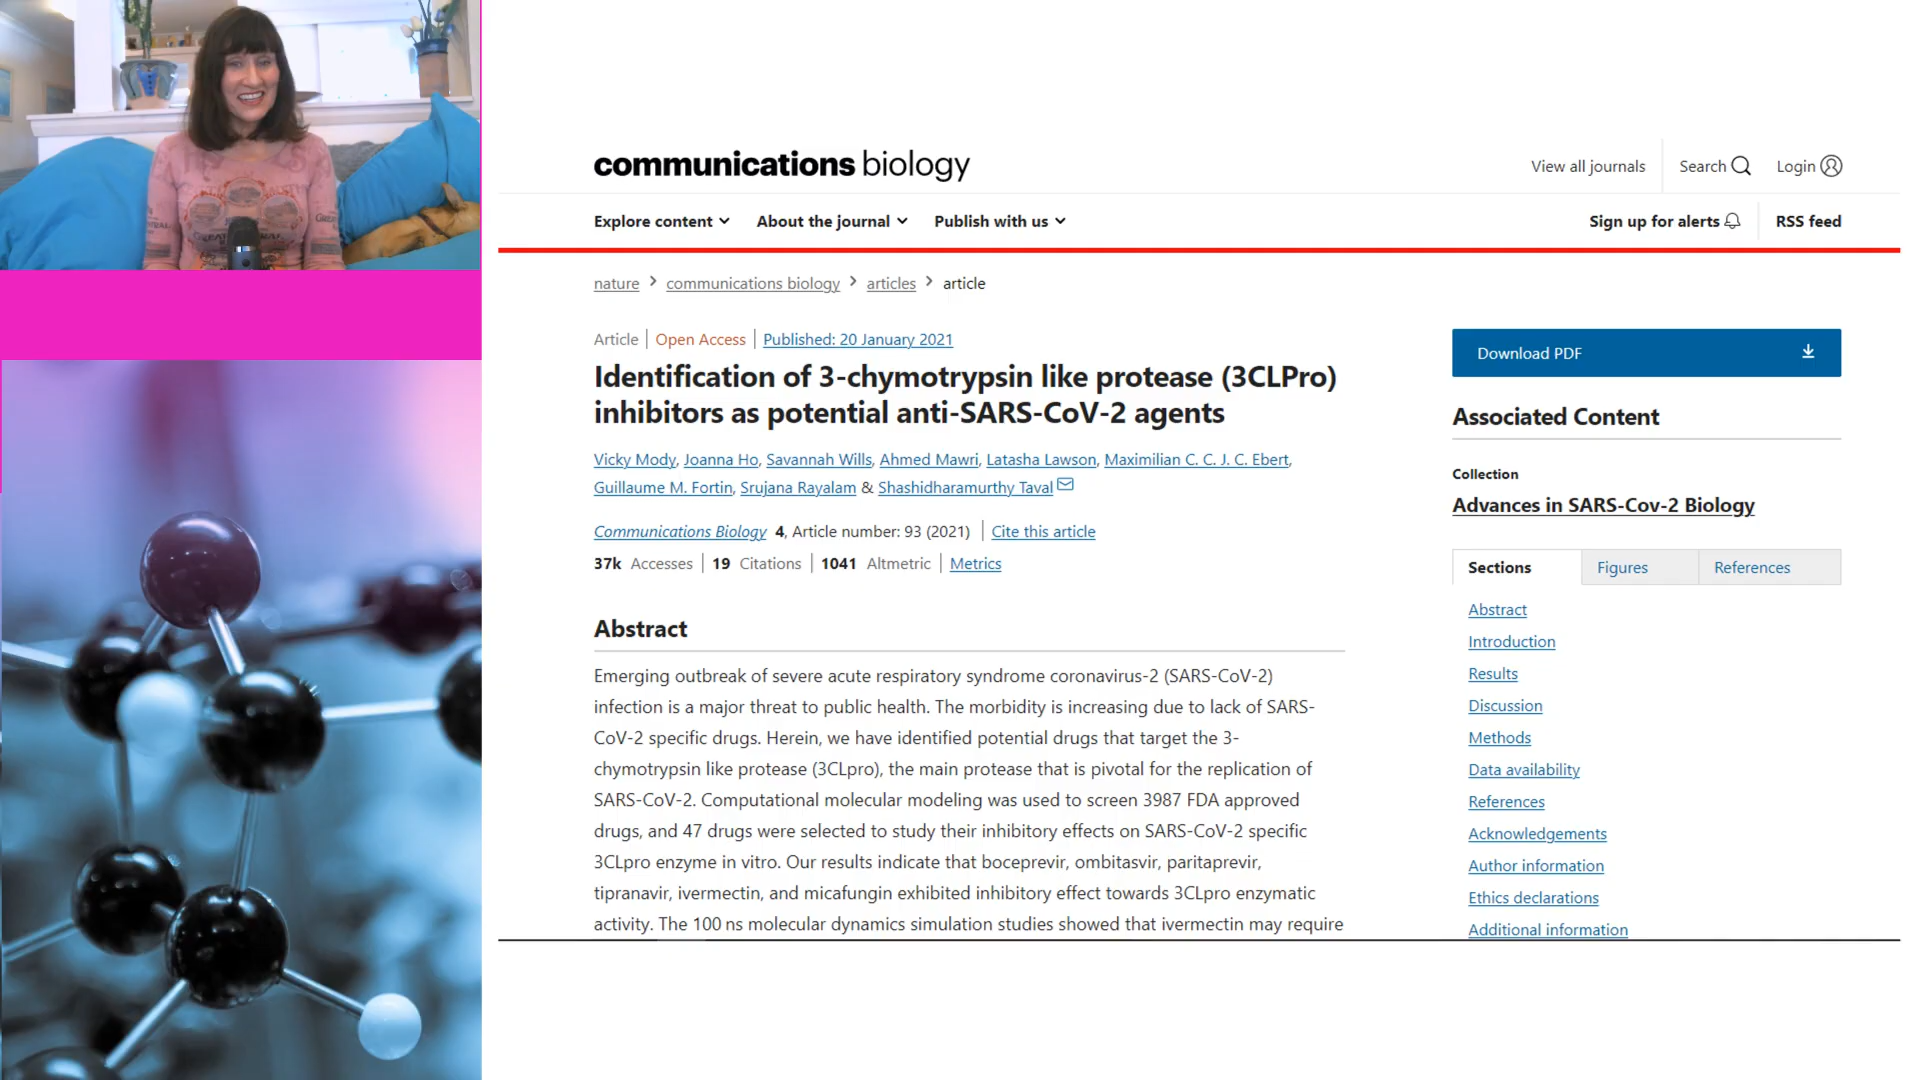 communications biology
View all journals
Search
Login
Explore content
About the journal
Publish with us
Sign up for alerts
RSS feed
nature > communications biology > articles > article
Article | Open Access | Published: 20 January 2021
Identification of 3-chymotrypsin like protease (3CLPro)
inhibitors as potential anti-SARS-CoV-2 agents
Vicky Mody, Joanna Ho, Savannah Wills, Ahmed Mawri, Latasha Lawson, Maximilian C. C. J. C. Ebert,
Guillaume M. Fortin, Srujana Rayalam & Shashidharamurthy Taval
Communications Biology 4, Article number: 93 (2021) | Cite this article
37k Accesses | 19 Citations | 1041 Altmetric | Metrics
Abstract
Emerging outbreak of severe acute respiratory syndrome coronavirus-2 (SARS-CoV-2)
infection is a major threat to public health. The morbidity is increasing due to lack of SARS-
CoV-2 specific drugs. Herein, we have identified potential drugs that target the 3-
chymotrypsin like protease (3CLpro), the main protease that is pivotal for the replication of
SARS-CoV-2. Computational molecular modeling was used to screen 3987 FDA approved
drugs, and 47 drugs were selected to study their inhibitory effects on SARS-CoV-2 specific
3CLpro enzyme in vitro. Our results indicate that boceprevir, ombitasvir, paritaprevir,
tipranavir, ivermectin, and micafungin exhibited inhibitory effect towards 3CLpro enzymatic
activity. The 100 ns molecular dynamics simulation studies showed that ivermectin may require
Download PDF
Associated Content
Collection
Advances in SARS-Cov-2 Biology
Sections
Figures
References
Abstract
Introduction
Results
Discussion
Methods
Data availability
References
Acknowledgements
Author information
Ethics declarations
Additional information